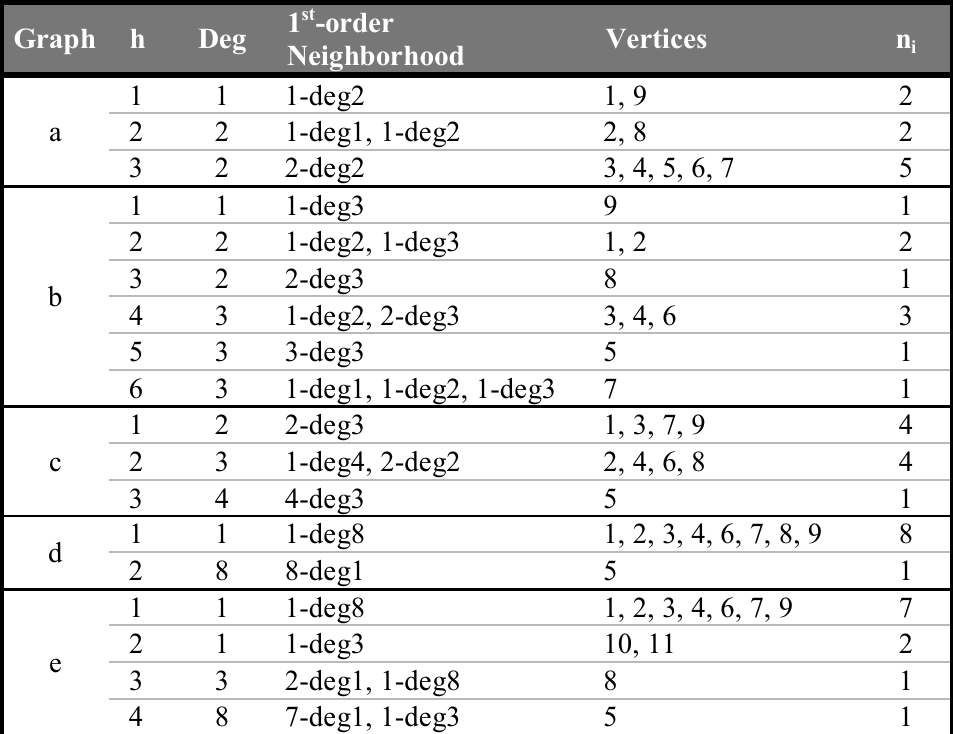 Graph h Deg 1st-order Neighborhood Vertices ni
a
1 1 1-deg2 1, 9 2
2 2 1-deg1, 1-deg2 2, 8 2
3 2 2-deg2 3, 4, 5, 6, 7 5
b
1 1 1-deg3 9 1
2 2 1-deg2, 1-deg3 1, 2 2
3 2 2-deg3 8 1
4 3 1-deg2, 2-deg3 3, 4, 6 3
5 3 3-deg3 5 1
6 3 1-deg1, 1-deg2, 1-deg3 7 1
c
1 2 2-deg3 1, 3, 7, 9 4
2 3 1-deg4, 2-deg2 2, 4, 6, 8 4
3 4 4-deg3 5 1
d
1 1 1-deg8 1, 2, 3, 4, 6, 7, 8, 9 8
2 8 8-deg1 5 1
e
1 1 1-deg8 1, 2, 3, 4, 6, 7, 9 7
2 1 1-deg3 10, 11 2
3 3 2-deg1, 1-deg8 8 1
4 8 7-deg1, 1-deg3 5 1